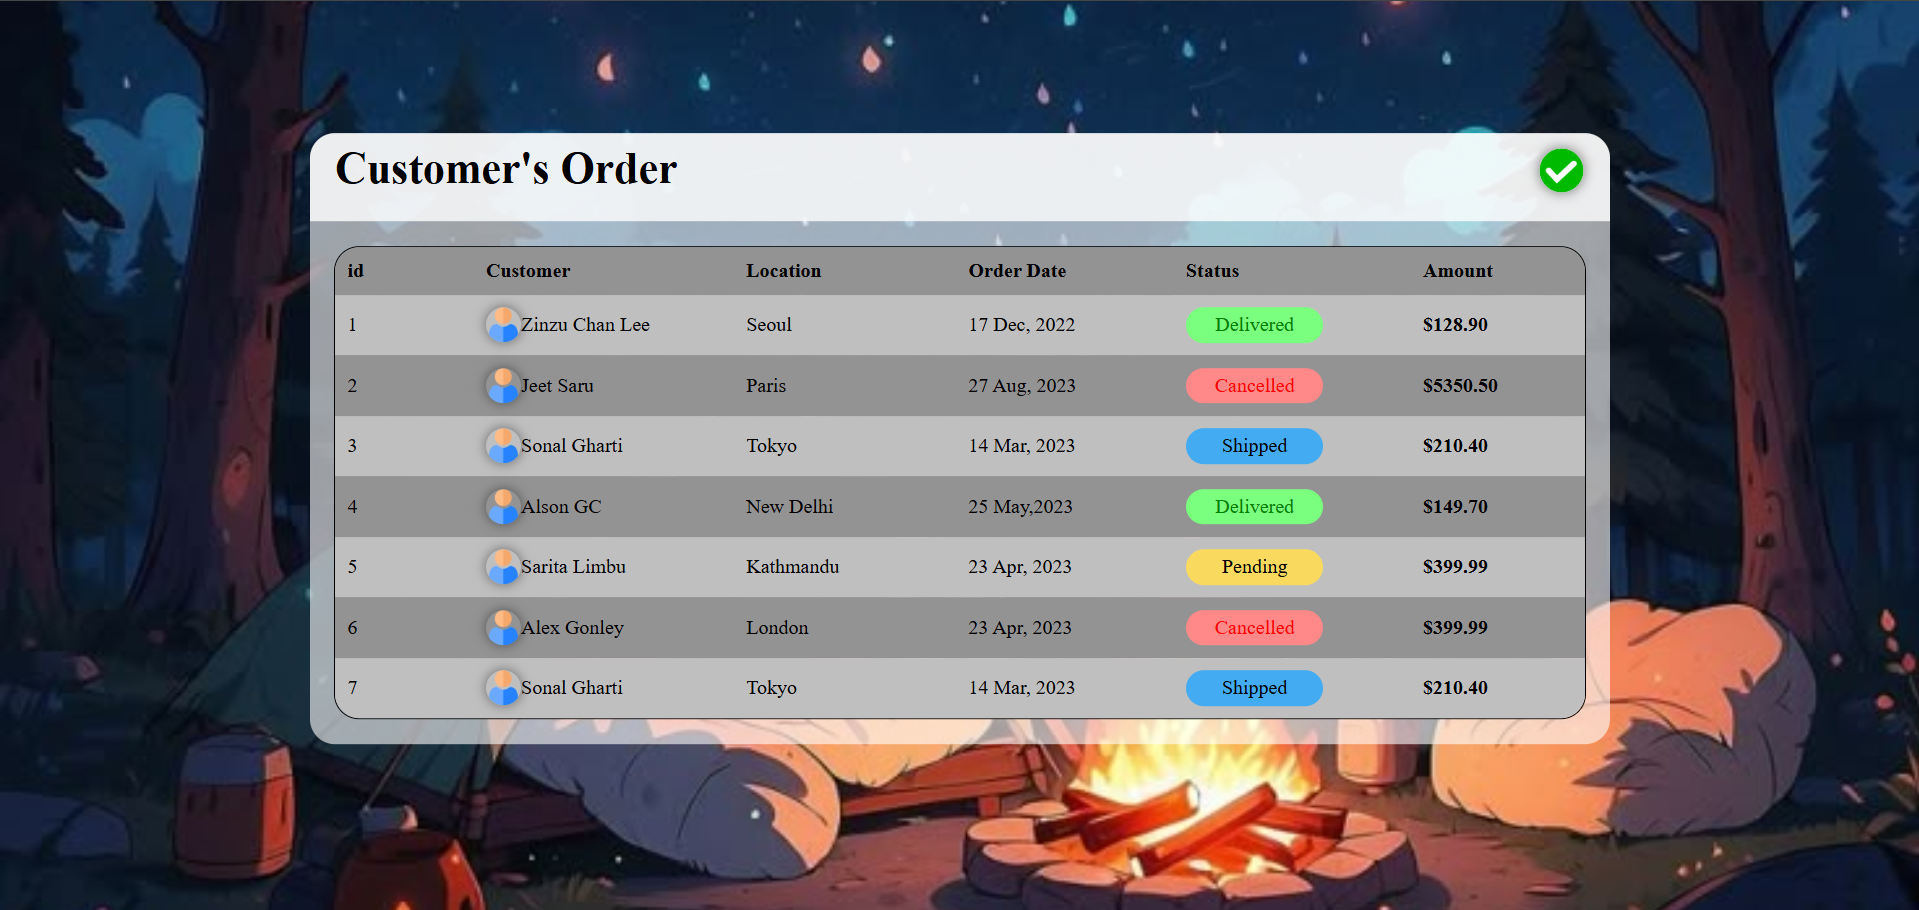 Customer's Order
id Customer Location Order Date Status Amount
1 Zinzu Chan Lee Seoul 17 Dec, 2022 Delivered $128.90
2 Jeet Saru Paris 27 Aug, 2023 Cancelled $5350.50
3 Sonal Gharti Tokyo 14 Mar, 2023 Shipped $210.40
4 Alson GC New Delhi 25 May,2023 Delivered $149.70
5 Sarita Limbu Kathmandu 23 Apr, 2023 Pending $399.99
6 Alex Gonley London 23 Apr, 2023 Cancelled $399.99
7 Sonal Gharti Tokyo 14 Mar, 2023 Shipped $210.40